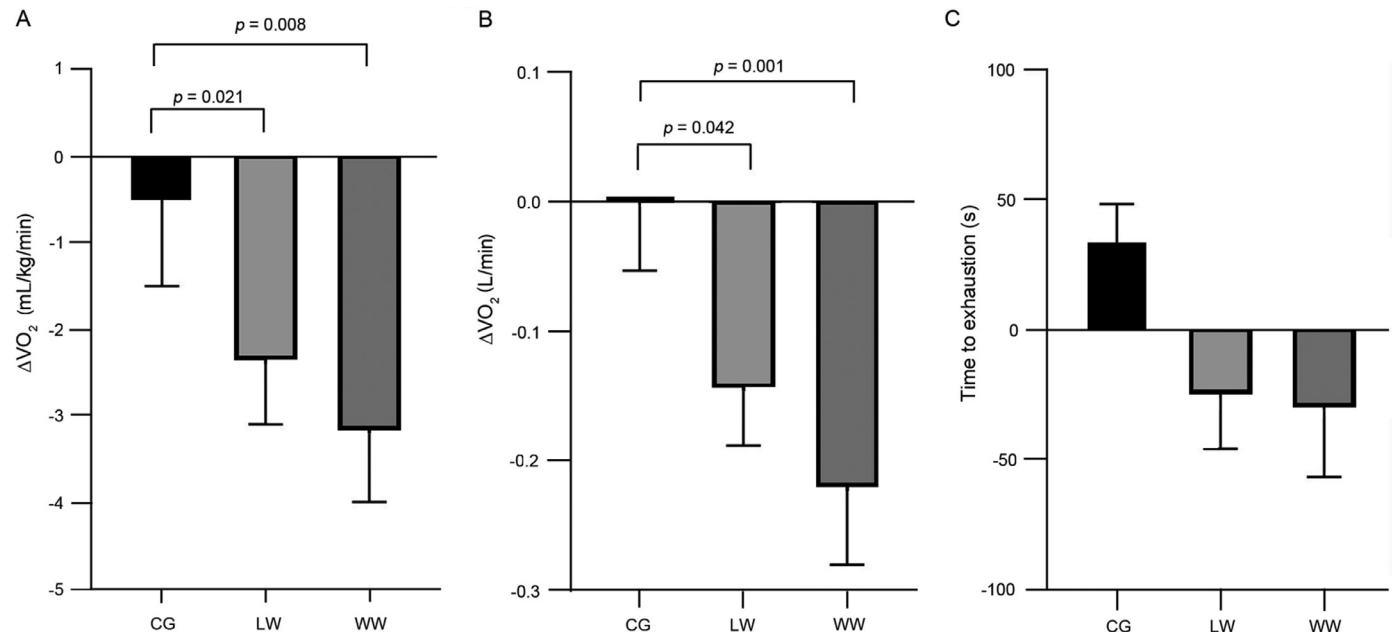 A
p = 0.008
p = 0.021
1
0
-1
-2
-3
-4
-5
ΔVO2 (mL/kg/min)
CG LW WW
B
p = 0.001
p = 0.042
0.1
0.0
-0.1
-0.2
-0.3
ΔVO2 (L/min)
CG LW WW
C
100
50
0
-50
-100
Time to exhaustion (s)
CG LW WW